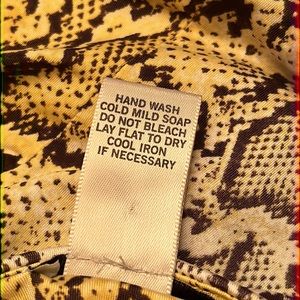 HAND WASH
COLD MILD SOAP
DO NOT BLEACH
LAY FLAT TO DRY
COOL IRON
IF NECESSARY